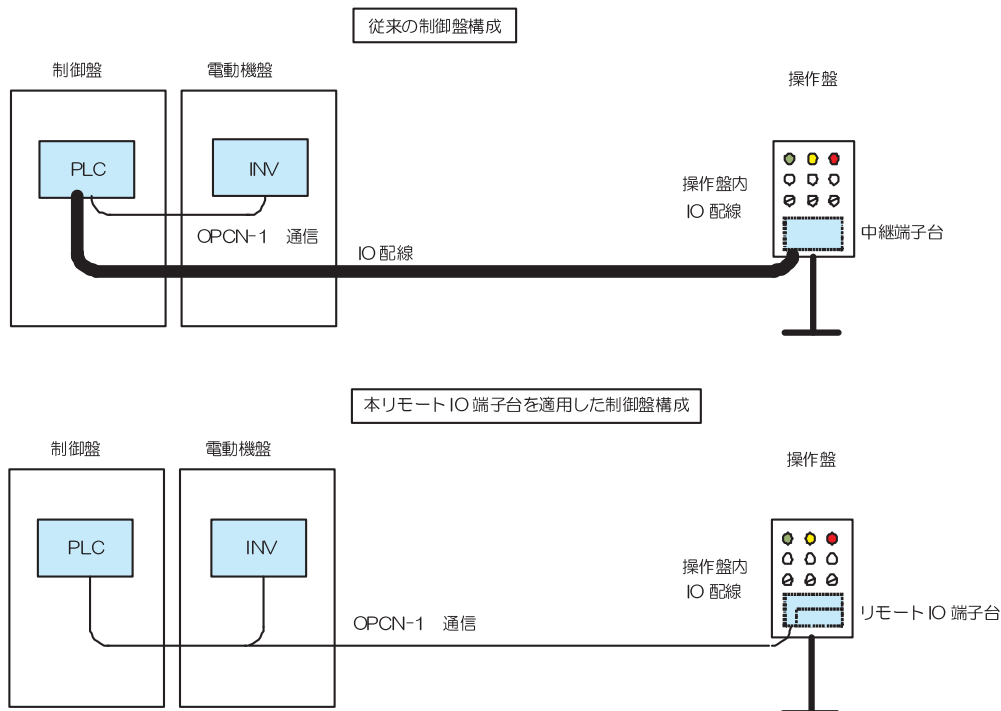 従来の制御盤構成
制御盤
電動機盤
操作盤
PLC
INV
操作盤内
IO 配線
OPCN-1 通信
IO 配線
中継端子台
本リモート IO 端子台を適用した制御盤構成
制御盤
電動機盤
操作盤
PLC
INV
操作盤内
IO 配線
OPCN-1 通信
リモート IO 端子台